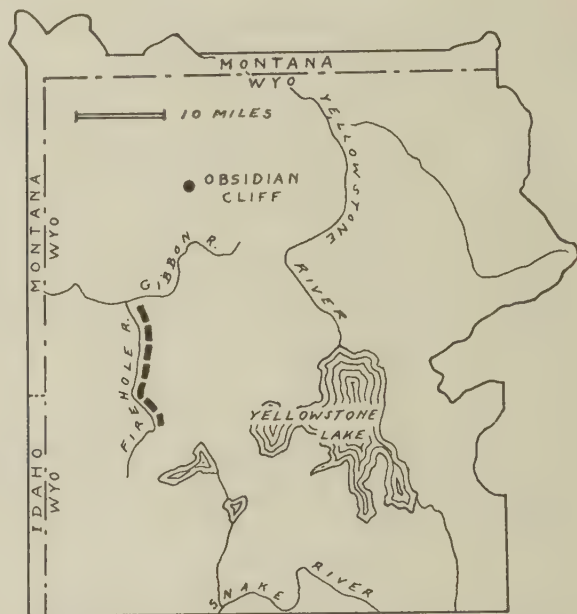 MONTANA
WYO
10 MILES
YELLOWSTONE
RIVER
OBSIDIAN
CLIFF
MONTANA
WYO
GIBBON R.
FIREHOLE R.
YELLOWSTONE
LAKE
IDAHO
WYO
SNAKE RIVER